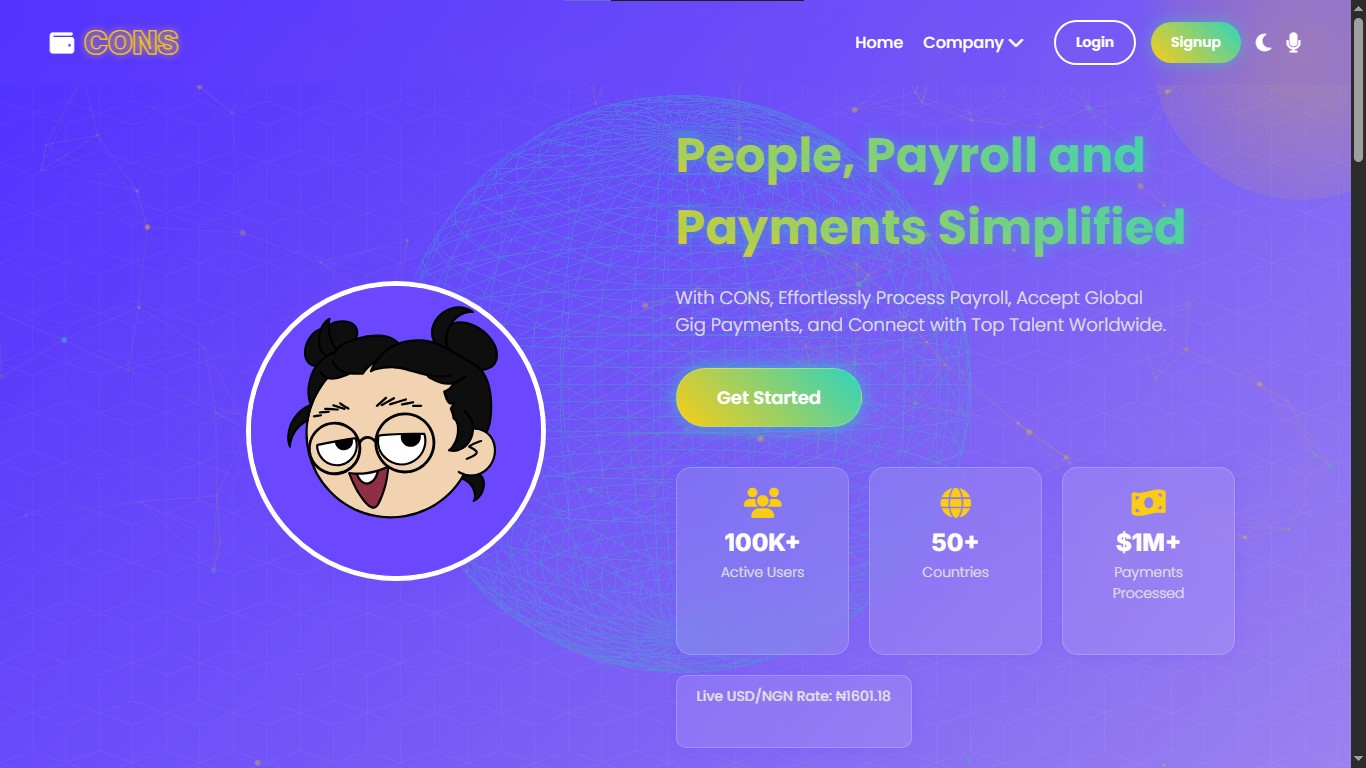 CONS
Home
Company
Login
Signup
People, Payroll and
Payments Simplified
With CONS, Effortlessly Process Payroll, Accept Global
Gig Payments, and Connect with Top Talent Worldwide.
Get Started
100K+
Active Users
50+
Countries
$1M+
Payments
Processed
Live USD/NGN Rate: ₦1601.18